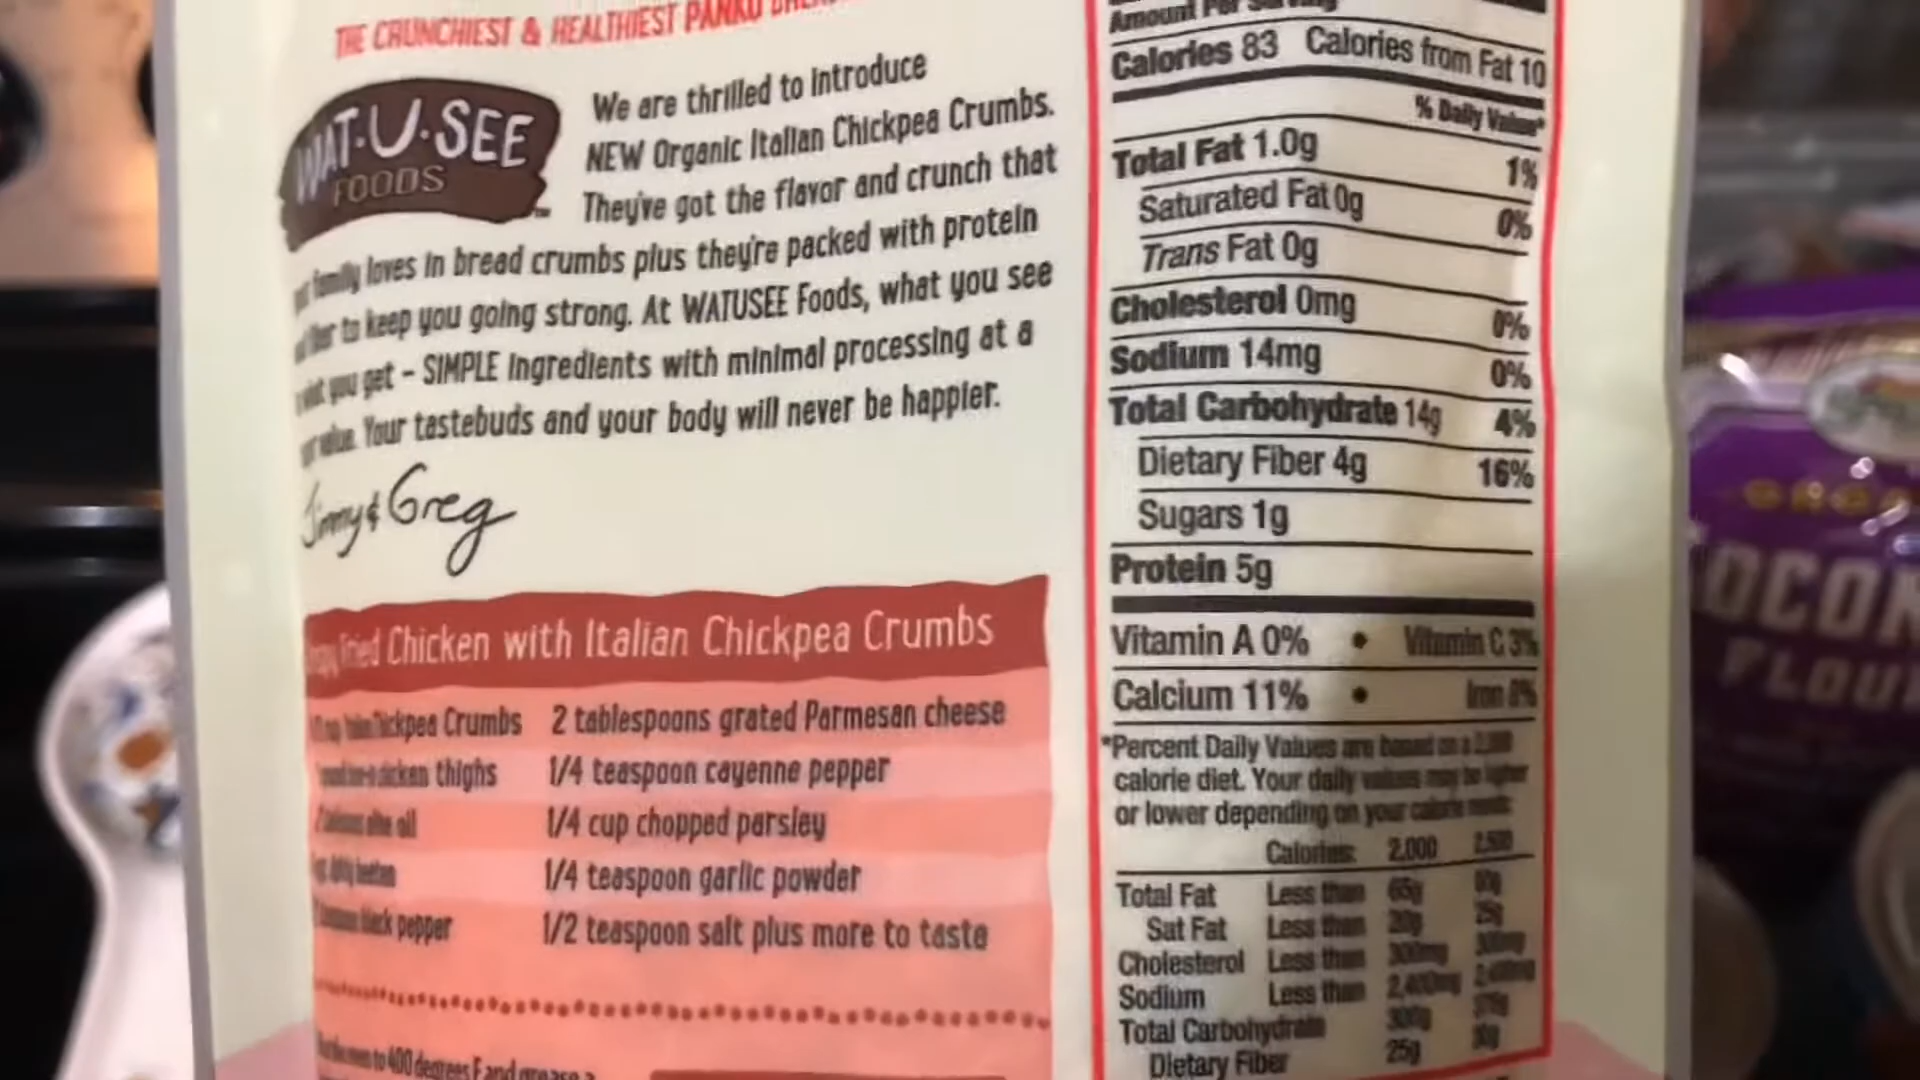 THE CRUNCHIEST & HEALTHIEST PANKO
WAT·U·SEE
FOODS
We are thrilled to introduce
NEW Organic Italian Chickpea Crumbs.
They've got the flavor and crunch that
family loves in bread crumbs plus they're packed with protein
to keep you going strong. At WATUSEE Foods, what you see
you get – SIMPLE ingredients with minimal processing at a
value. Your tastebuds and your body will never be happier.
Jimmy & Greg
Fried Chicken with Italian Chickpea Crumbs
Chickpea Crumbs 2 tablespoons grated Parmesan cheese
chicken thighs 1/4 teaspoon cayenne pepper
olive oil 1/4 cup chopped parsley
beaten 1/4 teaspoon garlic powder
black pepper 1/2 teaspoon salt plus more to taste
to 400 degrees F and grease a
Amount Per Serving
Calories 83 Calories from Fat 10
% Daily Value*
Total Fat 1.0g 1%
Saturated Fat 0g 0%
Trans Fat 0g
Cholesterol 0mg 0%
Sodium 14mg 0%
Total Carbohydrate 14g 4%
Dietary Fiber 4g 16%
Sugars 1g
Protein 5g
Vitamin A 0% • Vitamin C 3%
Calcium 11% • Iron 8%
*Percent Daily Values are based on a 2,000
calorie diet. Your daily values may be higher
or lower depending on your calorie needs:
Calories: 2,000 2,500
Total Fat Less than 65g 80g
Sat Fat Less than 20g 25g
Cholesterol Less than 300mg 300mg
Sodium Less than 2,400mg 2,400mg
Total Carbohydrate 300g 375g
Dietary Fiber 25g 30g
OCON
FLOU